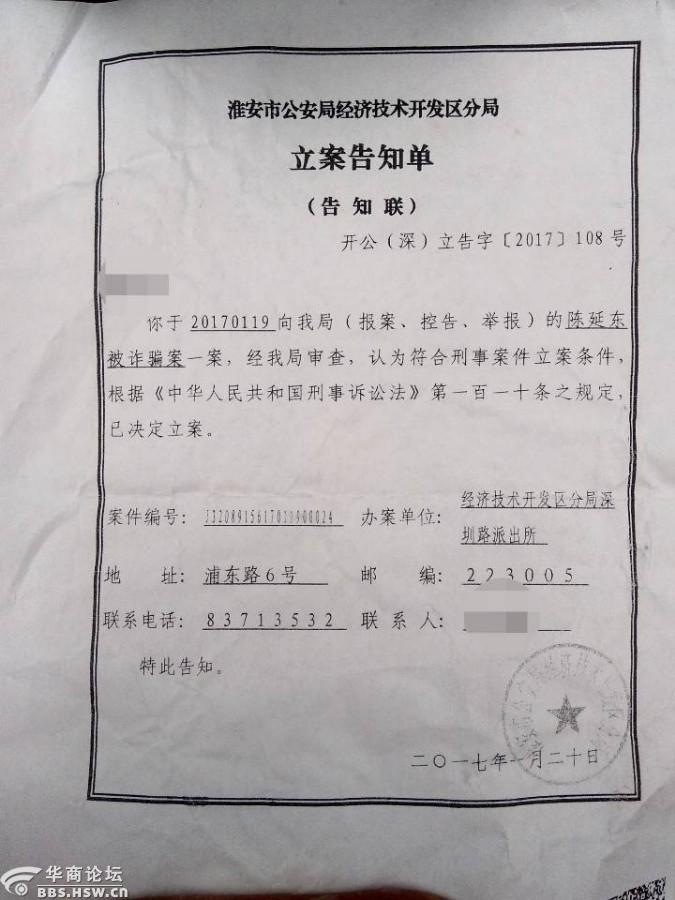 淮安市公安局经济技术开发区分局
立案告知单
（告知联）
开公（深）立告字〔2017〕108号
你于20170119向我局（报案、控告、举报）的陈延东
被诈骗案一案，经我局审查，认为符合刑事案件立案条件，
根据《中华人民共和国刑事诉讼法》第一百一十条之规定，
已决定立案。
案件编号： 办案单位：经济技术开发区分局深
圳路派出所
地 址：浦东路6号 邮 编：223005
联系电话：83713532 联 系 人：
特此告知。
二〇一七年一月二十日
华商论坛
BBS.HSW.CN